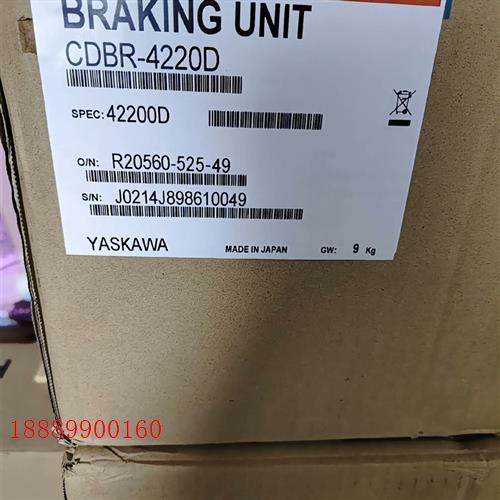 BRAKING UNIT
CDBR-4220D
SPEC: 42200D
O/N: R20560-525-49
S/N: J0214J898610049
YASKAWA MADE IN JAPAN GW: 9 Kg
18889900160